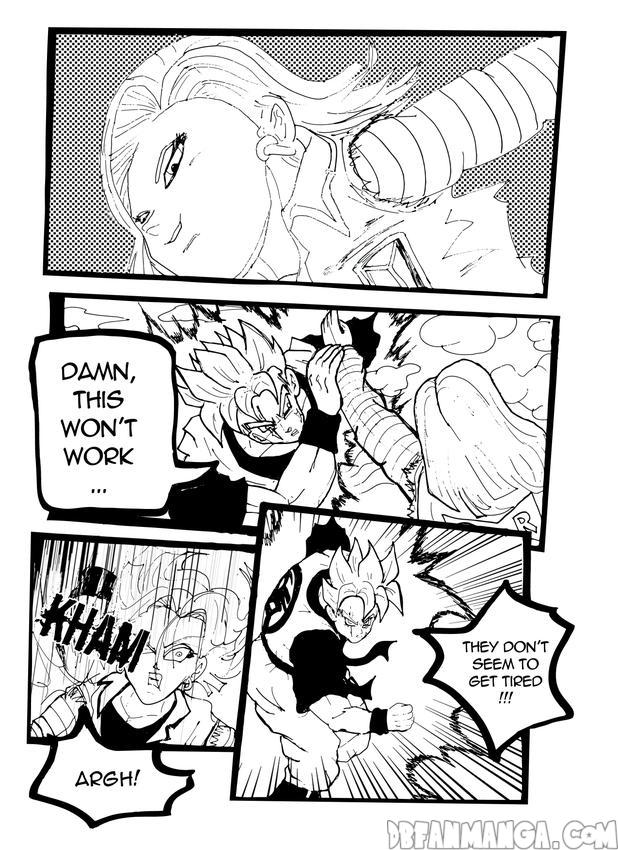 DAMN,
THIS
WON'T
WORK
...
R
KHAM
ARGH!
THEY DON'T
SEEM TO
GET TIRED
!!!
DBFANMANGA.COM